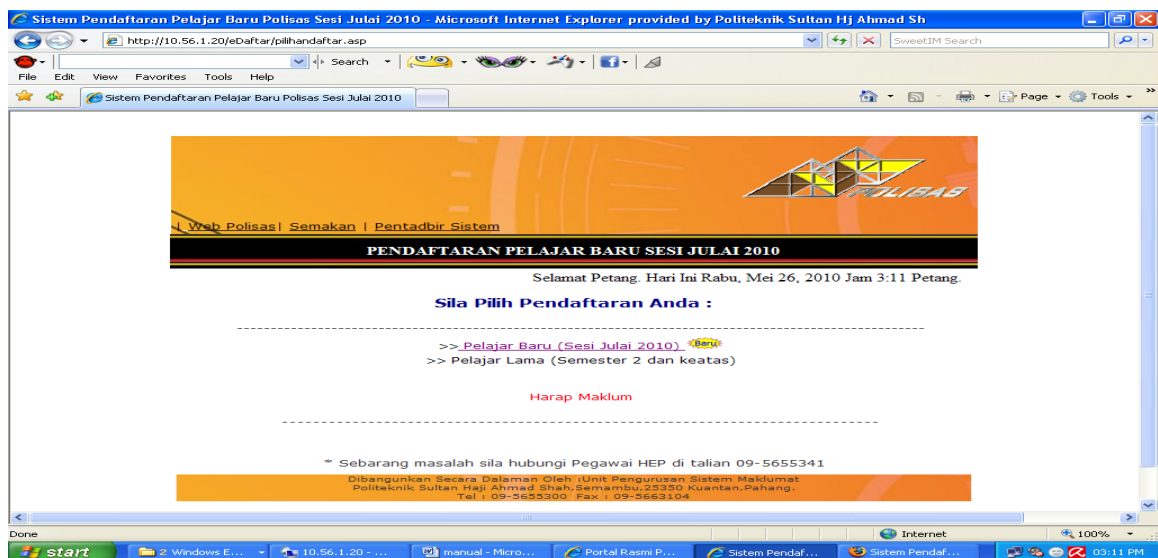 Sistem Pendaftaran Pelajar Baru Polisas Sesi Julai 2010 - Microsoft Internet Explorer provided by Politeknik Sultan Hj Ahmad Sh
http://10.56.1.20/eDaftar/pilihandaftar.asp
SweetIM Search
Search
File Edit View Favorites Tools Help
Sistem Pendaftaran Pelajar Baru Polisas Sesi Julai 2010
Page Tools
POLISAS
| Web Polisas| Semakan | Pentadbir Sistem
PENDAFTARAN PELAJAR BARU SESI JULAI 2010
Selamat Petang. Hari Ini Rabu, Mei 26, 2010 Jam 3:11 Petang.
Sila Pilih Pendaftaran Anda :
>> Pelajar Baru (Sesi Julai 2010) Baru
>> Pelajar Lama (Semester 2 dan keatas)
Harap Maklum
* Sebarang masalah sila hubungi Pegawai HEP di talian 09-5655341
Dibangunkan Secara Dalaman Oleh :Unit Pengurusan Sistem Maklumat
Politeknik Sultan Haji Ahmad Shah,Semambu,25350 Kuantan,Pahang.
Tel : 09-5655300 Fax : 09-5663104
Done Internet 100%
start 2 Windows E... 10.56.1.20 - ... manual - Micro... Portal Rasmi P... Sistem Pendaf... Sistem Pendaf... 03:11 PM